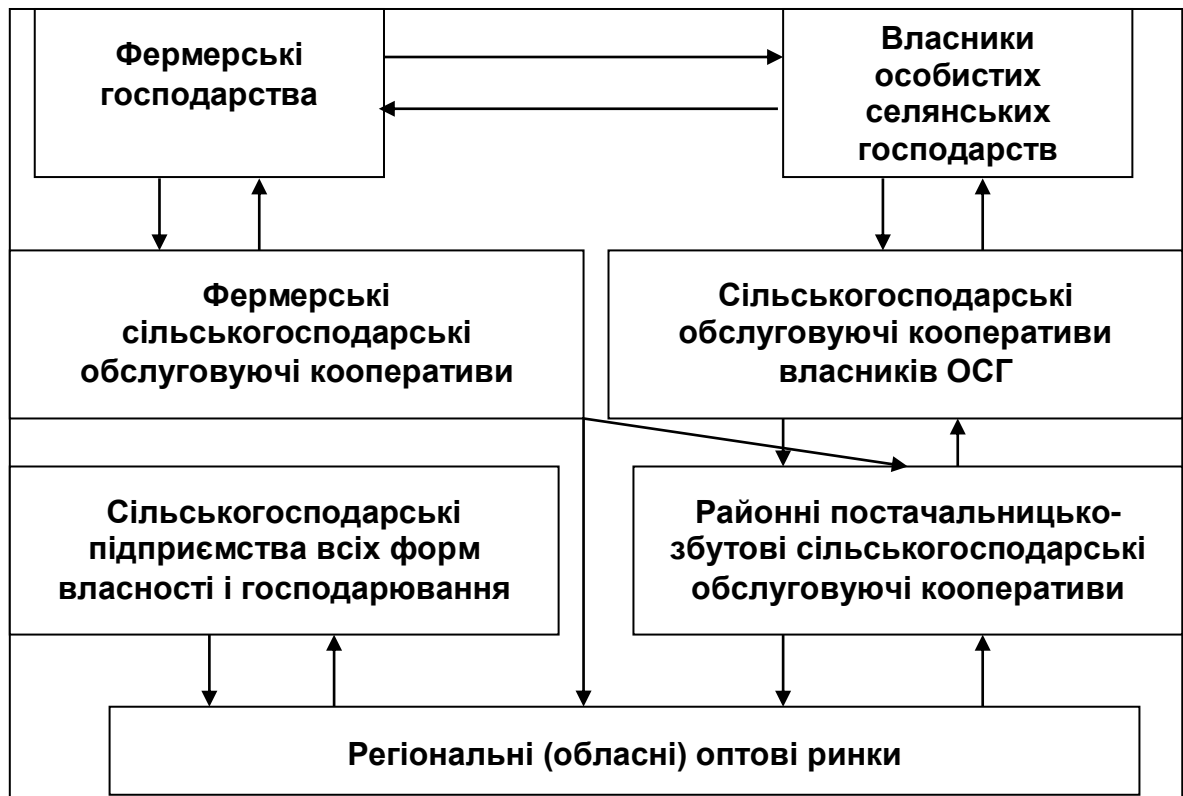 Фермерські
господарства
Власники
особистих
селянських
господарств
Фермерські
сільськогосподарські
обслуговуючі кооперативи
Сільськогосподарські
обслуговуючі кооперативи
власників ОСГ
Сільськогосподарські
підприємства всіх форм
власності і господарювання
Районні постачальницько-
збутові сільськогосподарські
обслуговуючі кооперативи
Регіональні (обласні) оптові ринки